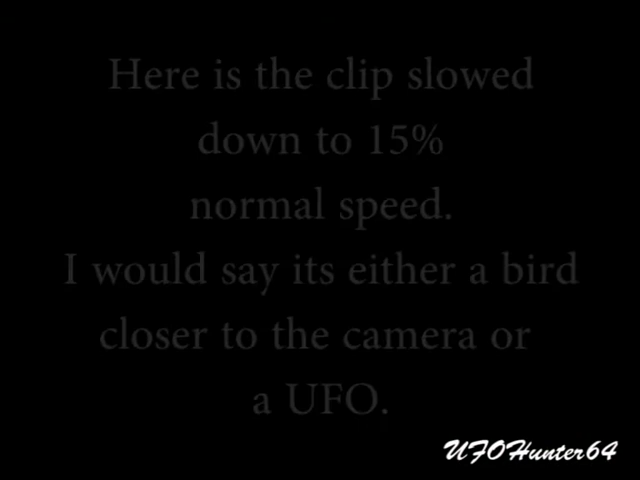 Here is the clip slowed
down to 15%
normal speed.
I would say its either a bird
closer to the camera or
a UFO.
UFOHunter64